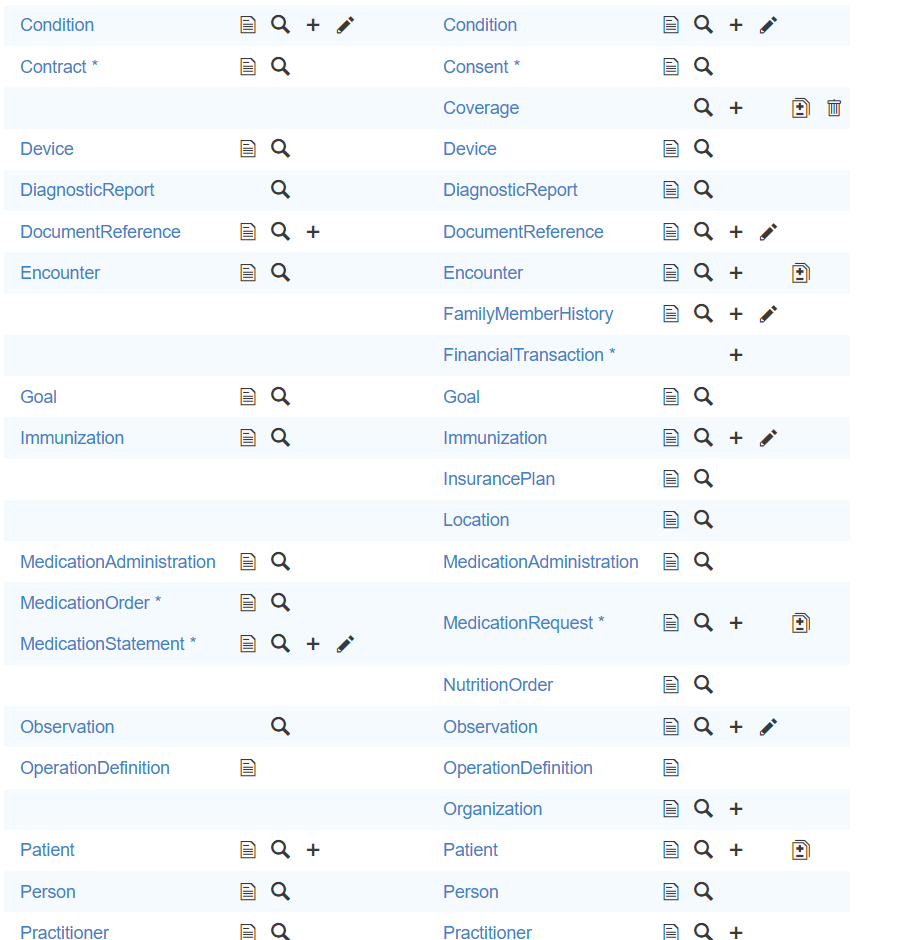 Condition Condition
Contract * Consent *
Coverage
Device Device
DiagnosticReport DiagnosticReport
DocumentReference DocumentReference
Encounter Encounter
FamilyMemberHistory
FinancialTransaction *
Goal Goal
Immunization Immunization
InsurancePlan
Location
MedicationAdministration MedicationAdministration
MedicationOrder *
MedicationRequest *
MedicationStatement *
NutritionOrder
Observation Observation
OperationDefinition OperationDefinition
Organization
Patient Patient
Person Person
Practitioner Practitioner